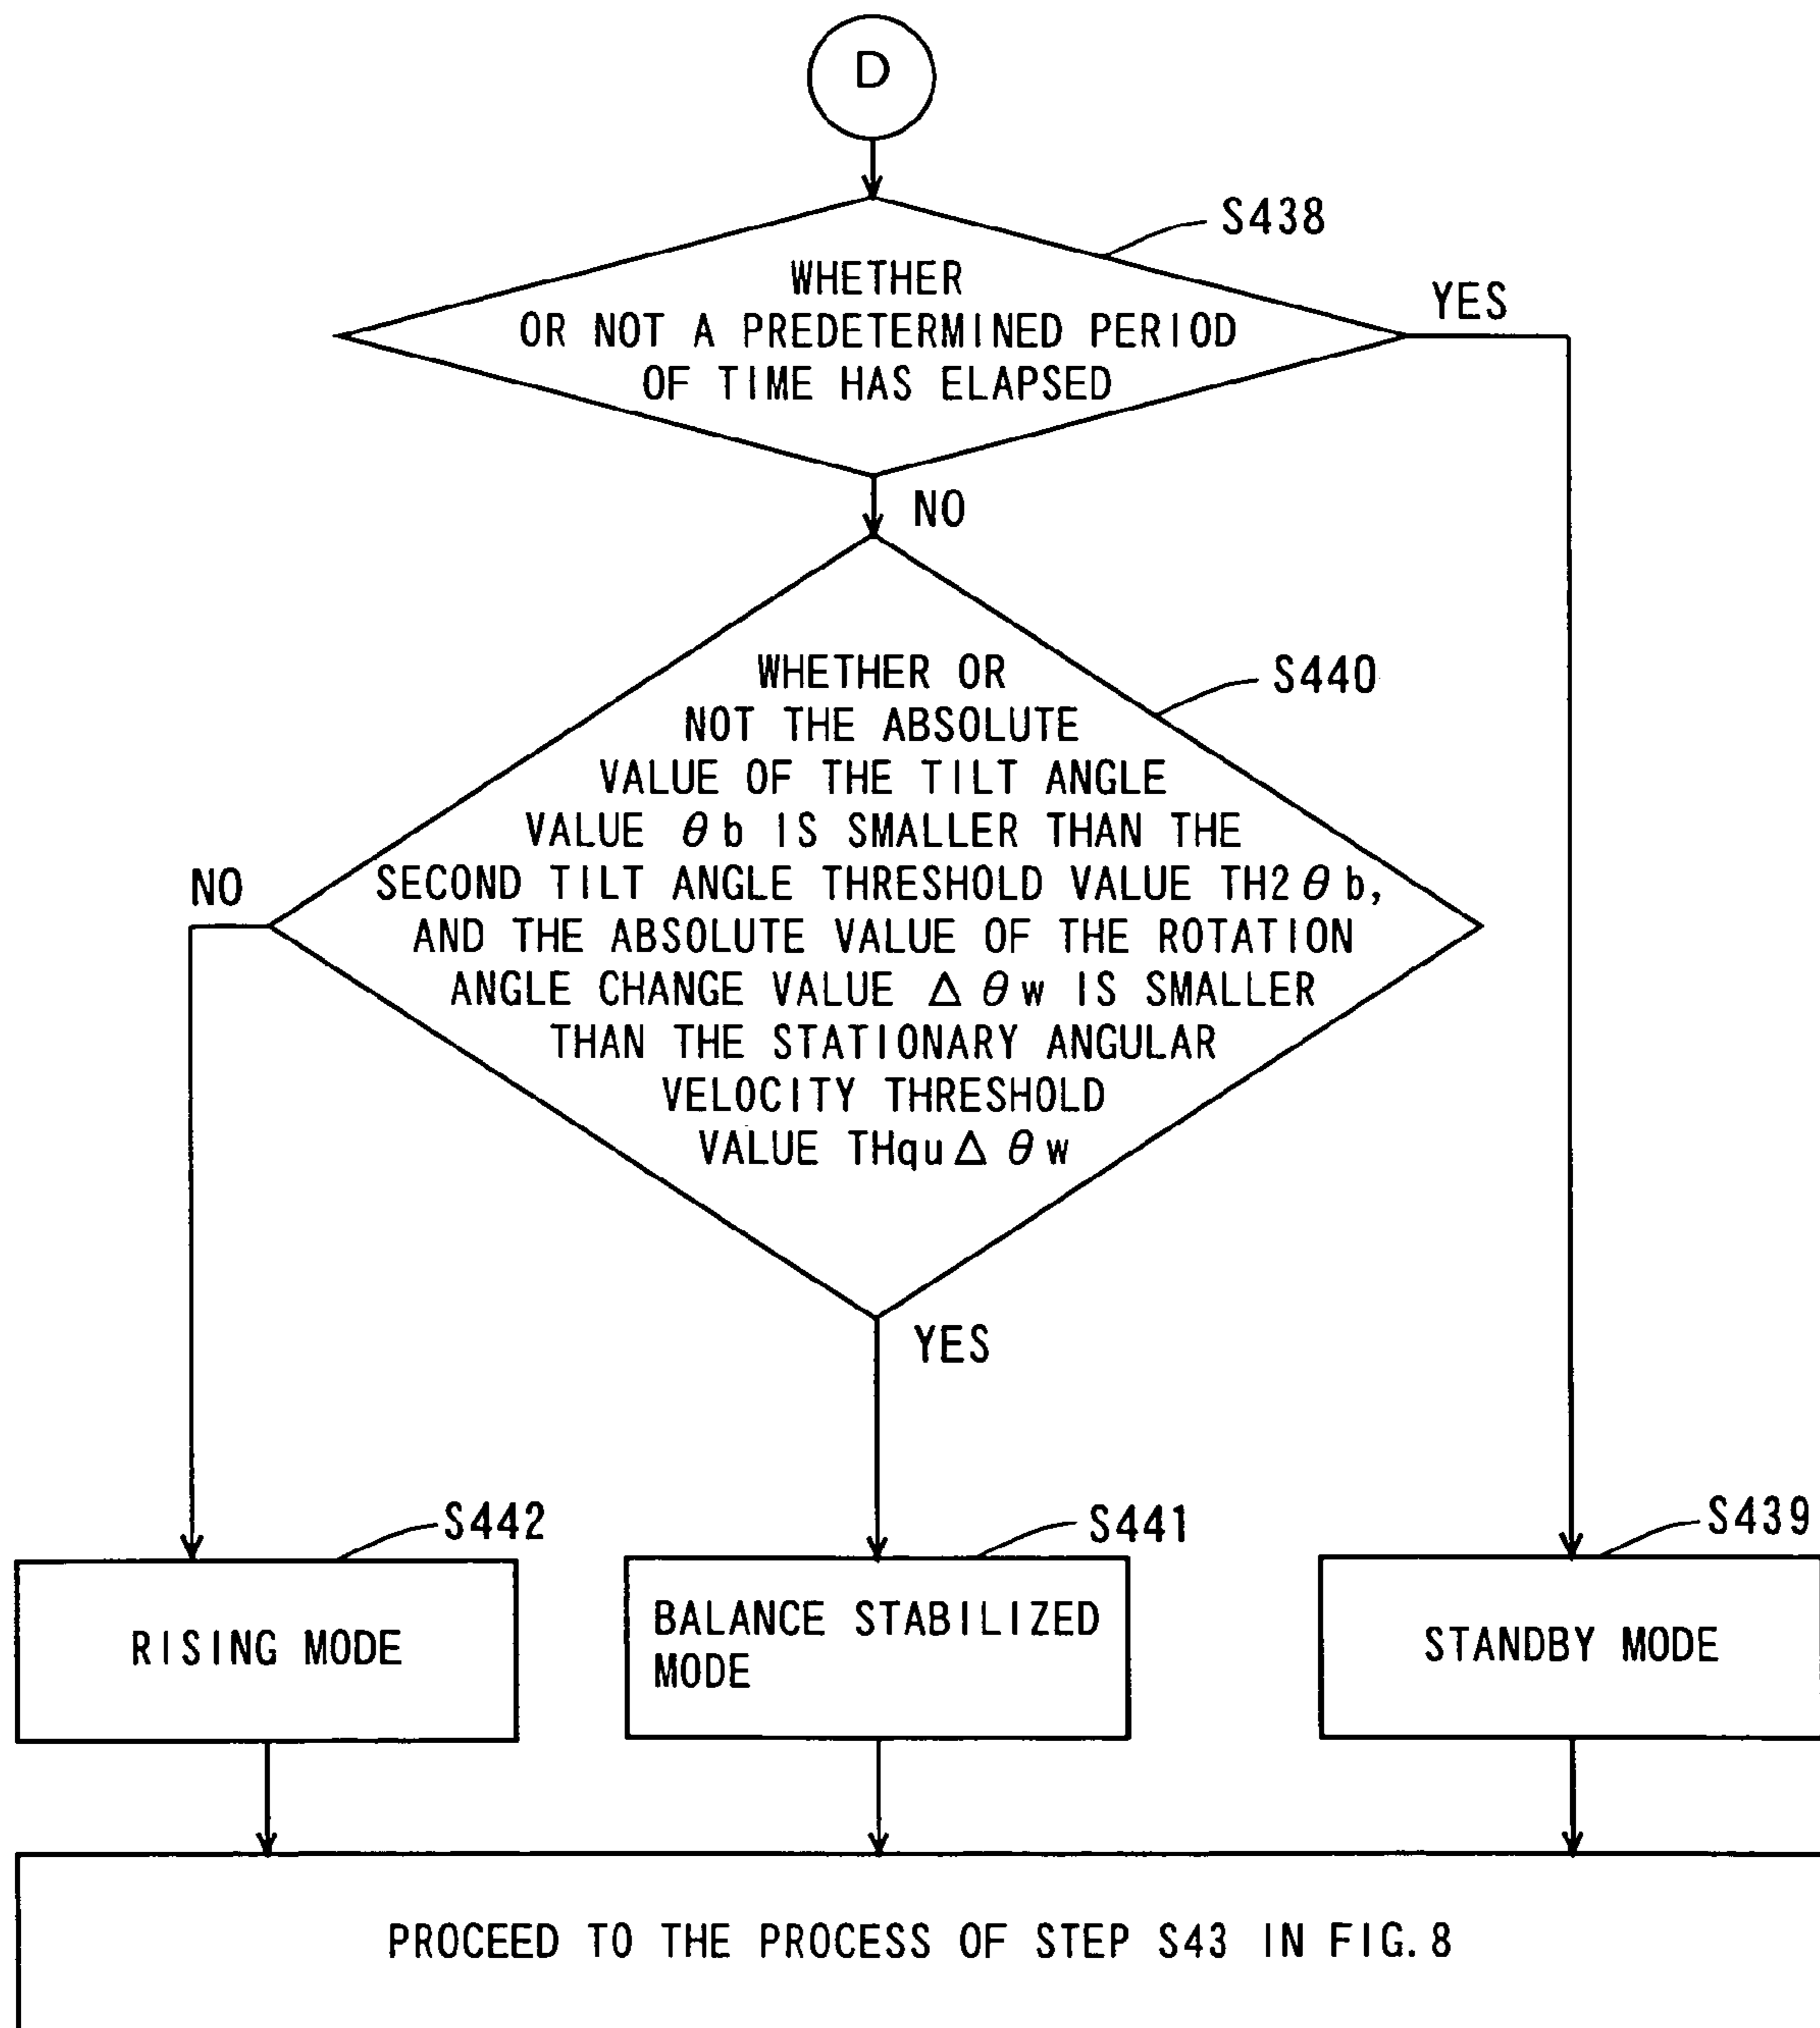 D
S438
WHETHER
OR NOT A PREDETERMINED PERIOD
OF TIME HAS ELAPSED
YES
NO
S440
WHETHER OR
NOT THE ABSOLUTE
VALUE OF THE TILT ANGLE
VALUE θb IS SMALLER THAN THE
SECOND TILT ANGLE THRESHOLD VALUE TH2θb,
AND THE ABSOLUTE VALUE OF THE ROTATION
ANGLE CHANGE VALUE Δθw IS SMALLER
THAN THE STATIONARY ANGULAR
VELOCITY THRESHOLD
VALUE THquΔθw
NO
YES
S442
RISING MODE
S441
BALANCE STABILIZED
MODE
S439
STANDBY MODE
PROCEED TO THE PROCESS OF STEP S43 IN FIG. 8